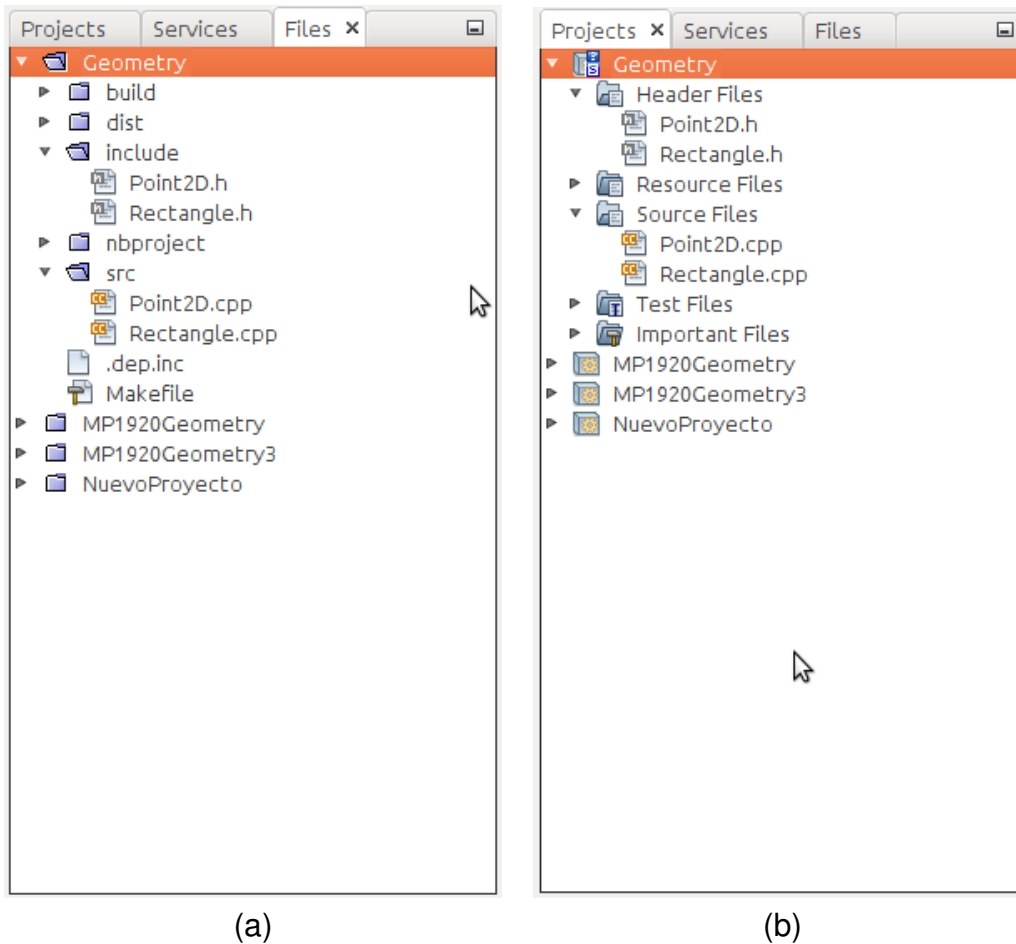 Projects Services Files
Geometry
build
dist
include
Point2D.h
Rectangle.h
nbproject
src
Point2D.cpp
Rectangle.cpp
.dep.inc
Makefile
MP1920Geometry
MP1920Geometry3
NuevoProyecto
(a)
Projects Services Files
Geometry
Header Files
Point2D.h
Rectangle.h
Resource Files
Source Files
Point2D.cpp
Rectangle.cpp
Test Files
Important Files
MP1920Geometry
MP1920Geometry3
NuevoProyecto
(b)